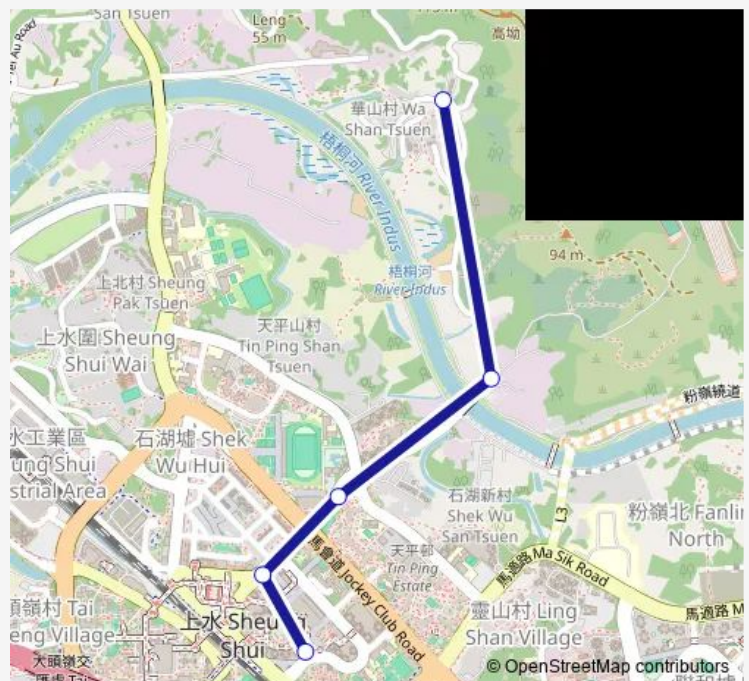 San Tsuen
Leng
55 m
高坳
華山村 Wa
Shan Tsuen
梧桐河 River Indus
梧桐河
River Indus
94 m
上北村 Sheung
Pak Tsuen
天平山村
Tin Ping Shan
Tsuen
上水圍 Sheung
Shui Wai
粉嶺繞道
水工業區
ung Shui
strial Area
石湖墟 Shek
Wu Hui
石湖新村
Shek Wu
San Tsuen
L3
粉嶺北 Fanlin
North
馬會道 Jockey Club Road
天平邨
Tin Ping
Estate
馬適路 Ma Sik Road
靈山村 Ling
Shan Village
馬適路 M
頭嶺村 Tai
eng Village
上水 Sheung
Shui
大頭嶺交
© OpenStreetMap contributors